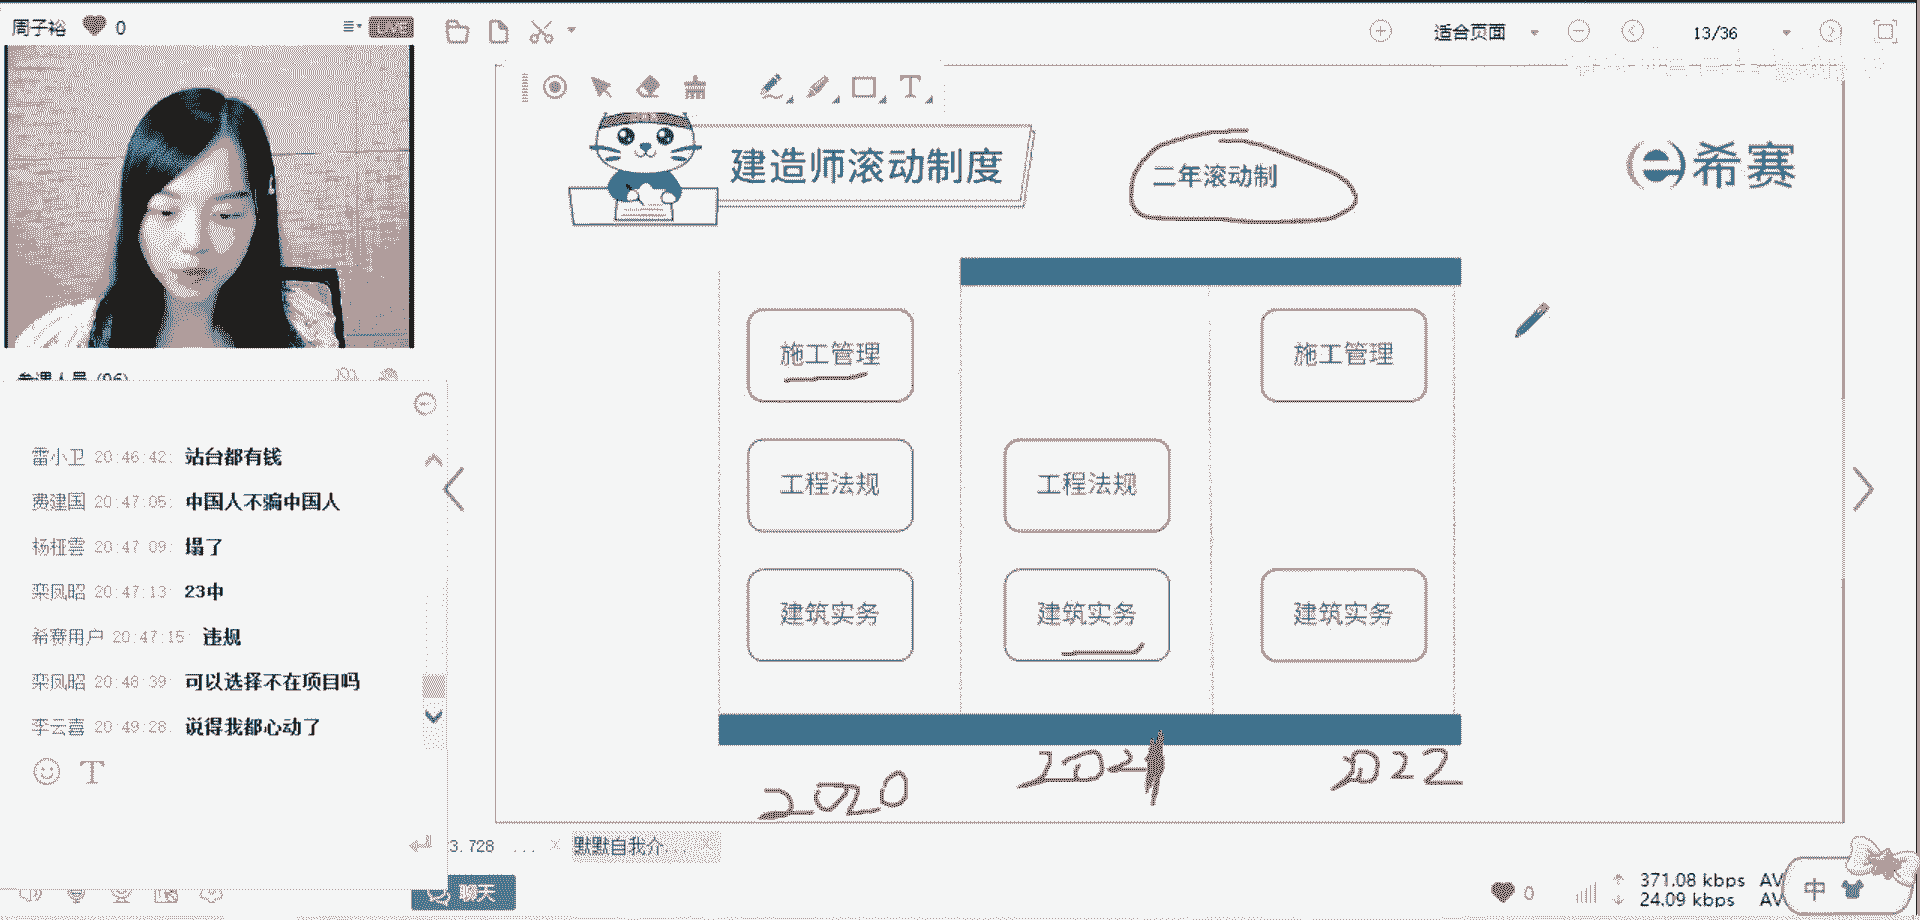 周子裕 0
适合页面 13/36
建造师滚动制度
二年滚动制
希赛
施工管理
施工管理
工程法规
工程法规
建筑实务
建筑实务
建筑实务
2020
2021
2022
雷小卫 20:46:42: 站台都有钱
费建国 20:47:05: 中国人不骗中国人
杨桠雲 20:47:09: 塌了
栾凤昭 20:47:13: 23中
希赛用户 20:47:15: 违规
栾凤昭 20:48:39: 可以选择不在项目吗
李云喜 20:49:28: 说得我都心动了
T
3.728 ... × 默默自我介...
聊天
0
371.08 kbps AV
24.09 kbps AV
中